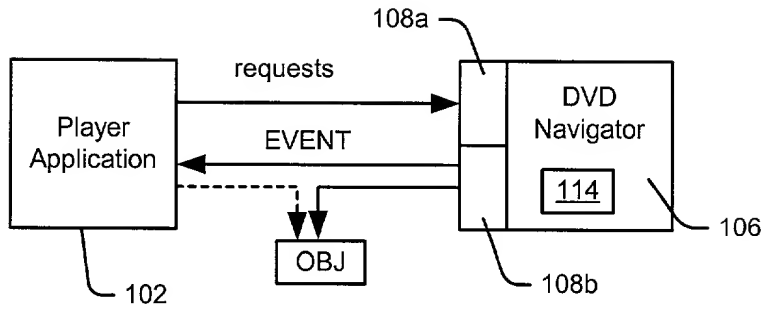 108a
requests
DVD
Navigator
Player
Application
EVENT
114
106
OBJ
102
108b